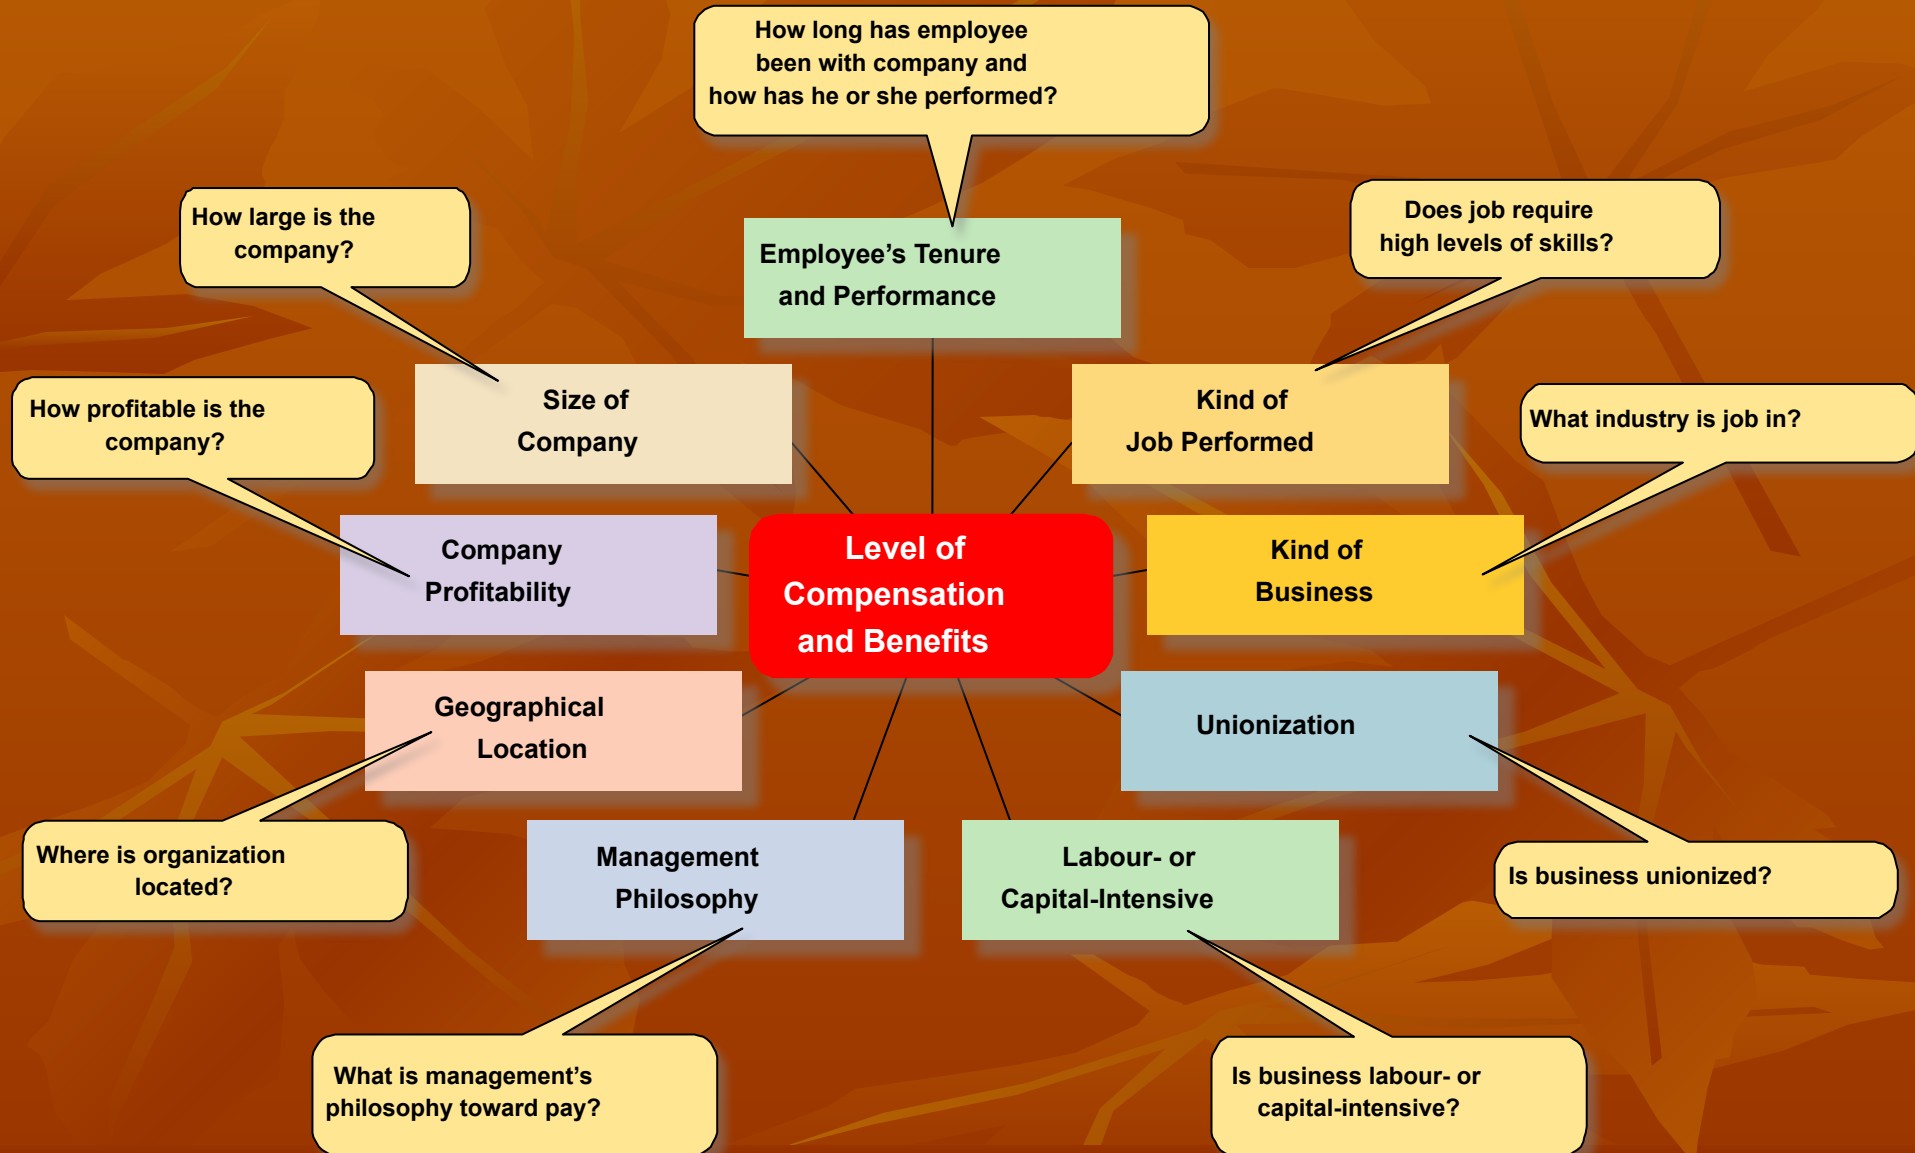 How long has employee
been with company and
how has he or she performed?
How large is the
company?
Does job require
high levels of skills?
Employee’s Tenure
and Performance
Size of
Company
Kind of
Job Performed
How profitable is the
company?
What industry is job in?
Company
Profitability
Level of
Compensation
and Benefits
Kind of
Business
Geographical
Location
Unionization
Where is organization
located?
Management
Philosophy
Labour- or
Capital-Intensive
Is business unionized?
What is management’s
philosophy toward pay?
Is business labour- or
capital-intensive?